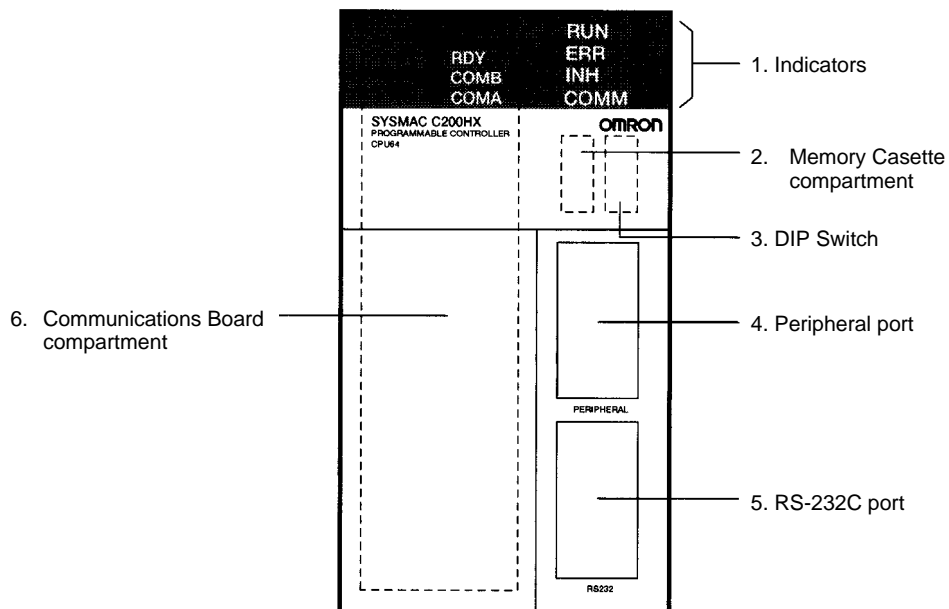 RUN
ERR
INH
COMM
RDY
COMB
COMA
1. Indicators
SYSMAC C200HX
PROGRAMMABLE CONTROLLER
CPU64
OMRON
2. Memory Casette
compartment
3. DIP Switch
4. Peripheral port
PERIPHERAL
5. RS-232C port
RS232
6. Communications Board
compartment